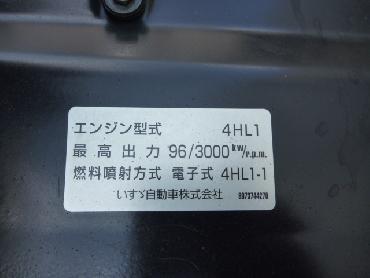 エンジン型式 4HL1
最高出力 96/3000 kW/r.p.m.
燃料噴射方式 電子式 4HL1-1
いすゞ自動車株式会社 8973744270